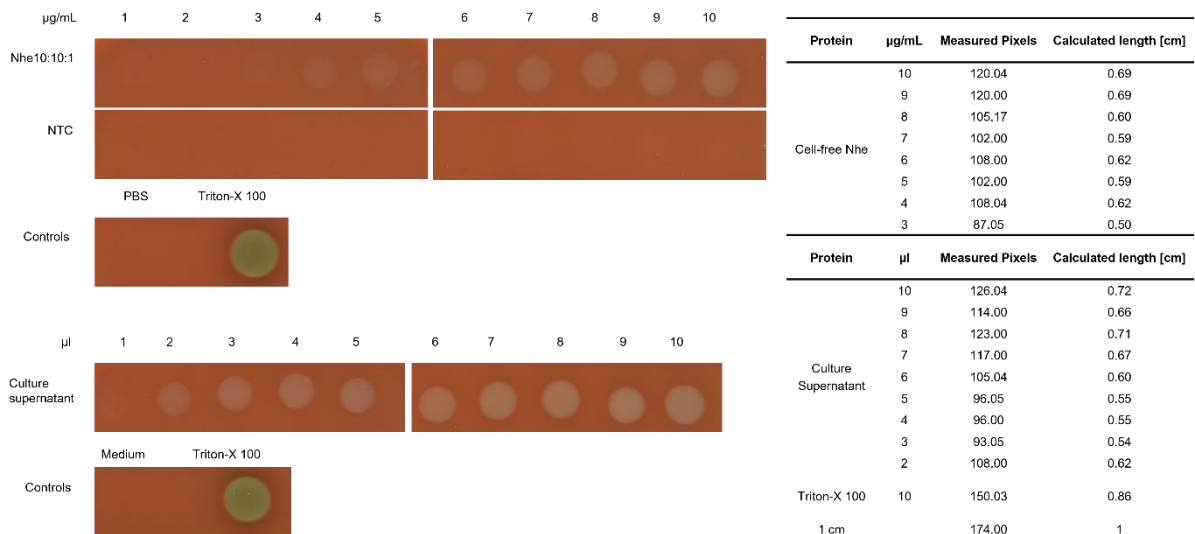 µg/mL 1 2 3 4 5 6 7 8 9 10
Nhe10:10:1
NTC
PBS Triton-X 100
Controls
µl 1 2 3 4 5 6 7 8 9 10
Culture
supernatant
Medium Triton-X 100
Controls
Protein µg/mL Measured Pixels Calculated length [cm]
10 120.04 0.69
9 120.00 0.69
8 105.17 0.60
7 102.00 0.59
Cell-free Nhe
6 108.00 0.62
5 102.00 0.59
4 108.04 0.62
3 87.05 0.50
Protein µl Measured Pixels Calculated length [cm]
10 126.04 0.72
9 114.00 0.66
8 123.00 0.71
7 117.00 0.67
Culture
Supernatant
6 105.04 0.60
5 96.05 0.55
4 96.00 0.55
3 93.05 0.54
2 108.00 0.62
Triton-X 100 10 150.03 0.86
1 cm 174.00 1